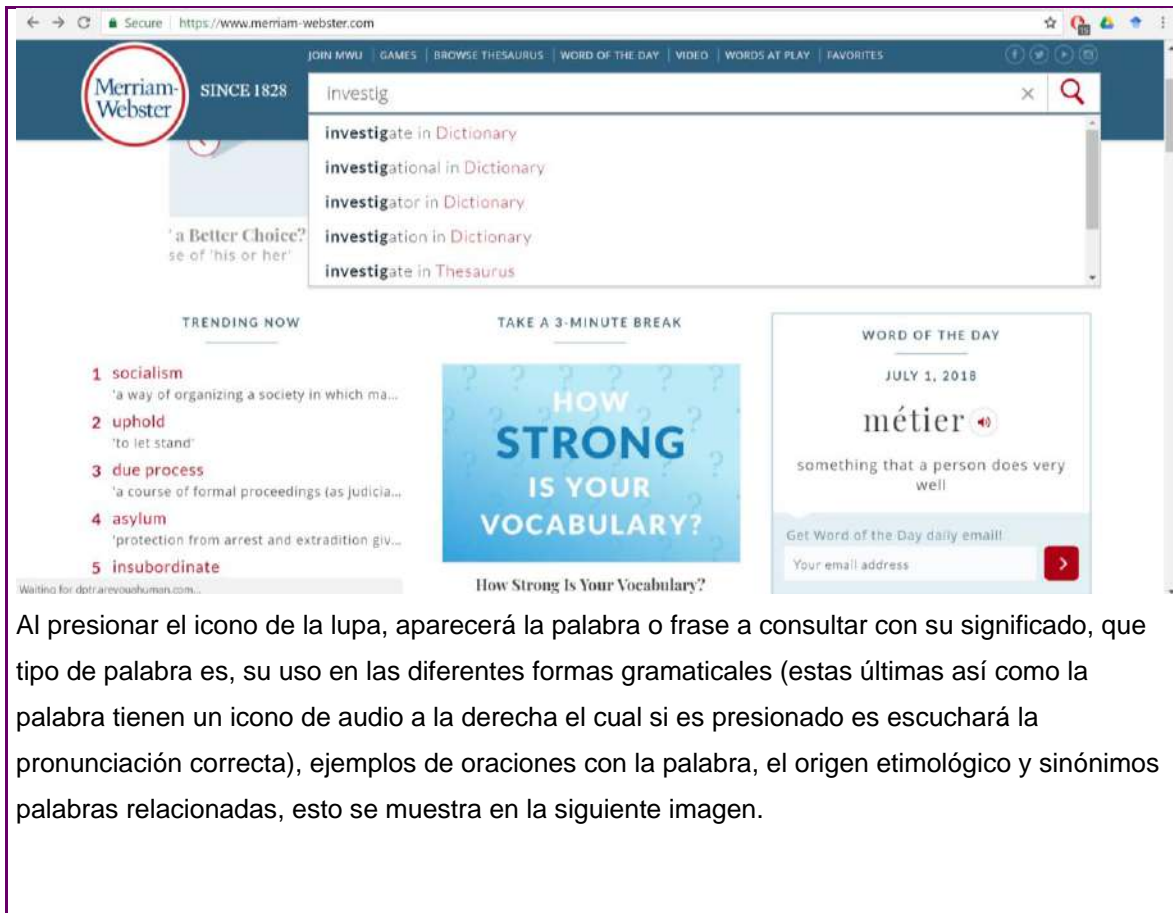 Secure https://www.merriam-webster.com
JOIN MWU GAMES BROWSE THESAURUS WORD OF THE DAY VIDEO WORDS AT PLAY FAVORITES
Merriam-
Webster
SINCE 1828
investig
investigate in Dictionary
investigational in Dictionary
investigator in Dictionary
investigation in Dictionary
investigate in Thesaurus
a Better Choice?
se of 'his or her'
TRENDING NOW
1 socialism
'a way of organizing a society in which ma...
2 uphold
'to let stand'
3 due process
'a course of formal proceedings (as judicia...
4 asylum
'protection from arrest and extradition giv...
5 insubordinate
Waiting for dptr.areyouahuman.com...
TAKE A 3-MINUTE BREAK
HOW
STRONG
IS YOUR
VOCABULARY?
How Strong Is Your Vocabulary?
WORD OF THE DAY
JULY 1, 2018
métier
something that a person does very
well
Get Word of the Day daily email!
Your email address
Al presionar el icono de la lupa, aparecerá la palabra o frase a consultar con su significado, que
tipo de palabra es, su uso en las diferentes formas gramaticales (estas últimas así como la
palabra tienen un icono de audio a la derecha el cual si es presionado es escuchará la
pronunciación correcta), ejemplos de oraciones con la palabra, el origen etimológico y sinónimos
palabras relacionadas, esto se muestra en la siguiente imagen.